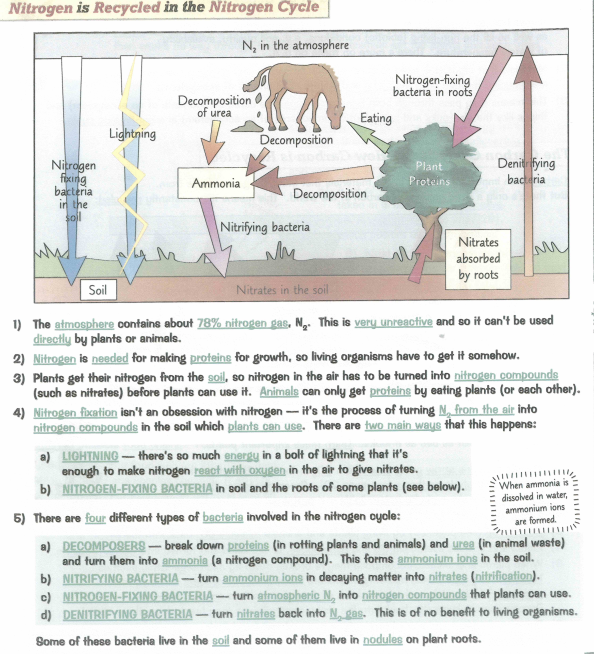 Nitrogen is Recycled in the Nitrogen Cycle
N₂ in the atmosphere
Nitrogen-fixing
bacteria in roots
Decomposition
of urea
Eating
Lightning
Decomposition
Nitrogen
fixing
bacteria
in the
soil
Plant
Proteins
Denitrifying
bacteria
Ammonia
Decomposition
Nitrifying bacteria
Nitrates
absorbed
by roots
Soil
Nitrates in the soil
1) The atmosphere contains about 78% nitrogen gas, N₂. This is very unreactive and so it can't be used
directly by plants or animals.
2) Nitrogen is needed for making proteins for growth, so living organisms have to get it somehow.
3) Plants get their nitrogen from the soil, so nitrogen in the air has to be turned into nitrogen compounds
(such as nitrates) before plants can use it. Animals can only get proteins by eating plants (or each other).
4) Nitrogen fixation isn't an obsession with nitrogen — it's the process of turning N₂ from the air into
nitrogen compounds in the soil which plants can use. There are two main ways that this happens:
a) LIGHTNING — there's so much energy in a bolt of lightning that it's
enough to make nitrogen react with oxygen in the air to give nitrates.
b) NITROGEN-FIXING BACTERIA in soil and the roots of some plants (see below).
When ammonia is
dissolved in water,
ammonium ions
are formed.
5) There are four different types of bacteria involved in the nitrogen cycle:
a) DECOMPOSERS — break down proteins (in rotting plants and animals) and urea (in animal waste)
and turn them into ammonia (a nitrogen compound). This forms ammonium ions in the soil.
b) NITRIFYING BACTERIA — turn ammonium ions in decaying matter into nitrates (nitrification).
c) NITROGEN-FIXING BACTERIA — turn atmospheric N₂ into nitrogen compounds that plants can use.
d) DENITRIFYING BACTERIA — turn nitrates back into N₂ gas. This is of no benefit to living organisms.
Some of these bacteria live in the soil and some of them live in nodules on plant roots.